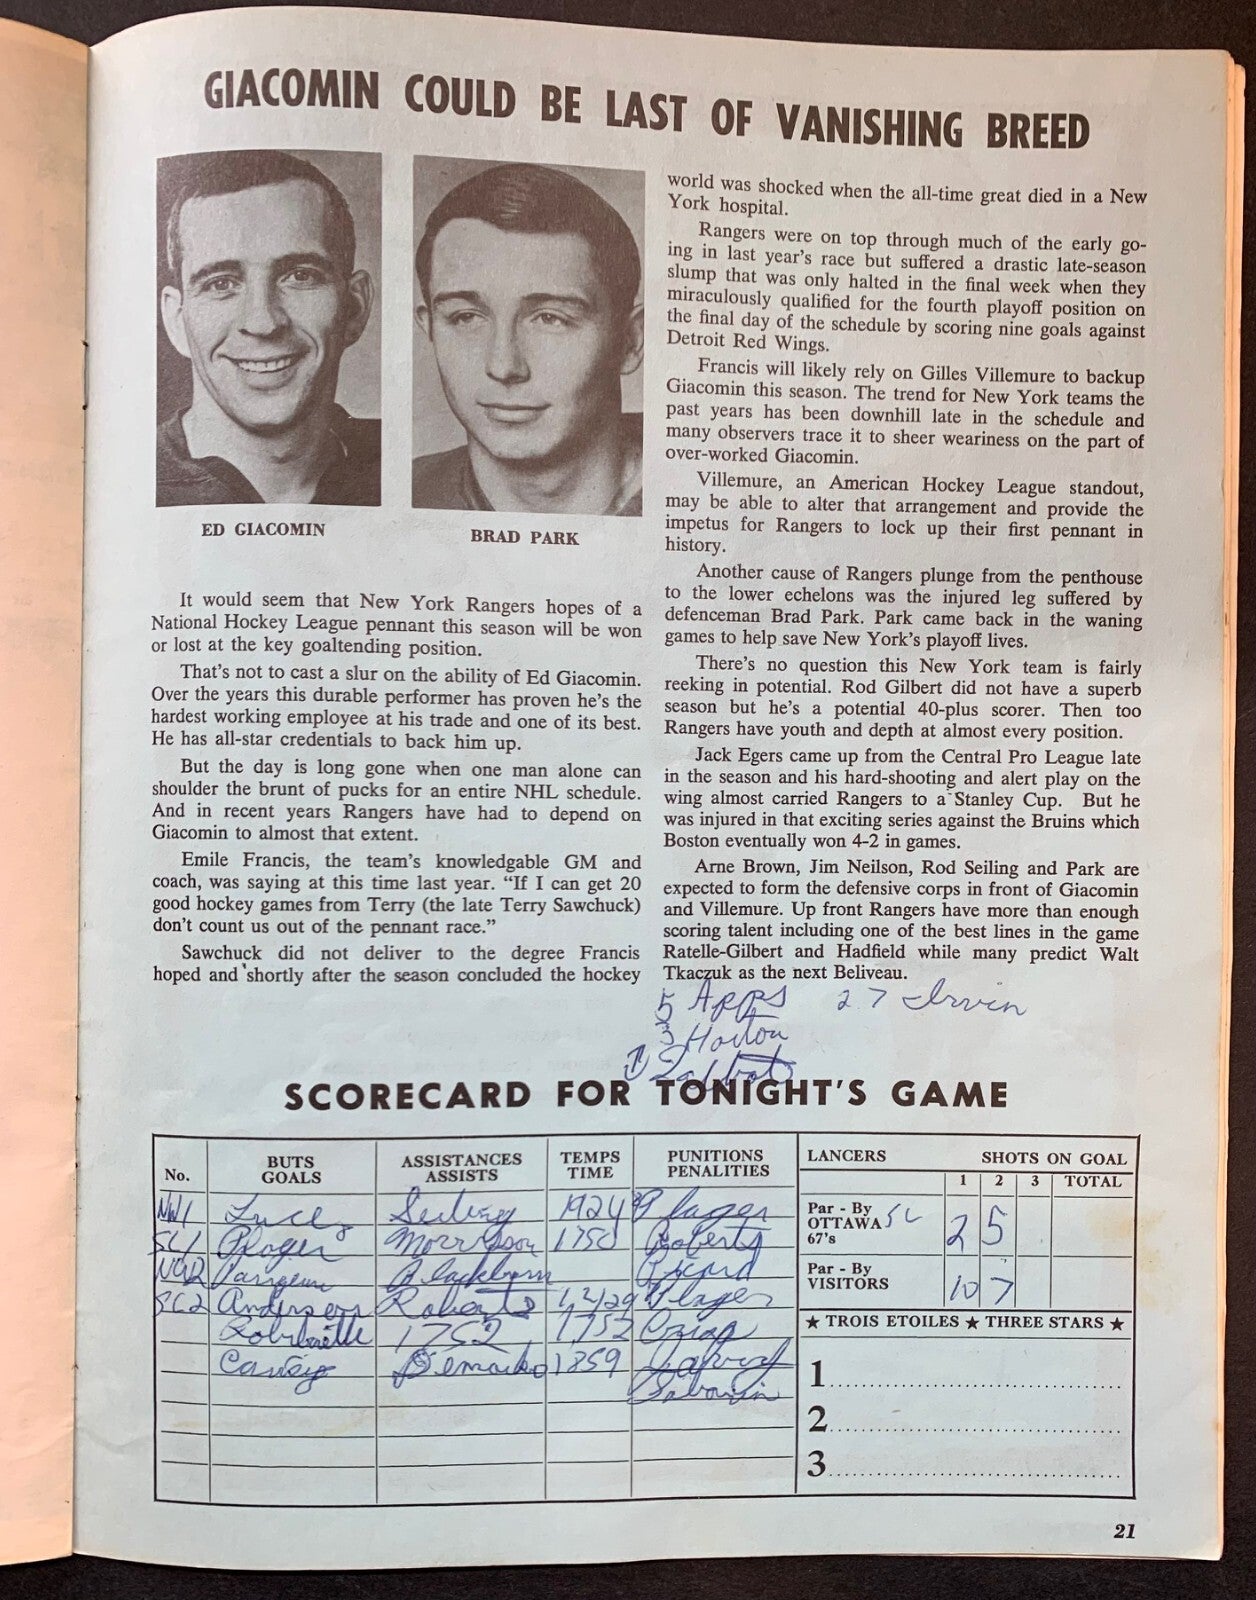 GIACOMIN COULD BE LAST OF VANISHING BREED
ED GIACOMIN
BRAD PARK
It would seem that New York Rangers hopes of a
National Hockey League pennant this season will be won
or lost at the key goaltending position.
That's not to cast a slur on the ability of Ed Giacomin.
Over the years this durable performer has proven he's the
hardest working employee at his trade and one of its best.
He has all-star credentials to back him up.
But the day is long gone when one man alone can
shoulder the brunt of pucks for an entire NHL schedule.
And in recent years Rangers have had to depend on
Giacomin to almost that extent.
Emile Francis, the team's knowledgable GM and
coach, was saying at this time last year. “If I can get 20
good hockey games from Terry (the late Terry Sawchuck)
don't count us out of the pennant race.”
Sawchuck did not deliver to the degree Francis
hoped and shortly after the season concluded the hockey
world was shocked when the all-time great died in a New
York hospital.
Rangers were on top through much of the early go-
ing in last year's race but suffered a drastic late-season
slump that was only halted in the final week when they
miraculously qualified for the fourth playoff position on
the final day of the schedule by scoring nine goals against
Detroit Red Wings.
Francis will likely rely on Gilles Villemure to backup
Giacomin this season. The trend for New York teams the
past years has been downhill late in the schedule and
many observers trace it to sheer weariness on the part of
over-worked Giacomin.
Villemure, an American Hockey League standout,
may be able to alter that arrangement and provide the
impetus for Rangers to lock up their first pennant in
history.
Another cause of Rangers plunge from the penthouse
to the lower echelons was the injured leg suffered by
defenceman Brad Park. Park came back in the waning
games to help save New York's playoff lives.
There's no question this New York team is fairly
reeking in potential. Rod Gilbert did not have a superb
season but he's a potential 40-plus scorer. Then too
Rangers have youth and depth at almost every position.
Jack Egers came up from the Central Pro League late
in the season and his hard-shooting and alert play on the
wing almost carried Rangers to a Stanley Cup. But he
was injured in that exciting series against the Bruins which
Boston eventually won 4-2 in games.
Arne Brown, Jim Neilson, Rod Seiling and Park are
expected to form the defensive corps in front of Giacomin
and Villemure. Up front Rangers have more than enough
scoring talent including one of the best lines in the game
Ratelle-Gilbert and Hadfield while many predict Walt
Tkaczuk as the next Beliveau.
5 Apps 27 Irvin
3 Horton
1 Talbot
SCORECARD FOR TONIGHT'S GAME
No. BUTS GOALS ASSISTANCES ASSISTS TEMPS TIME PUNITIONS PENALITIES
LANCERS SHOTS ON GOAL
1 2 3 TOTAL
Par - By OTTAWA 67's SL 2 5
Par - By VISITORS 10 7
Seiling 1924 Plager
SL1 Plager Morrison 1750 Roberts
Blackburn Picard
SL2 Anderson Roberts Plager
Robitaille 1752 1752
Demarco 1859
Sabourin
★ TROIS ETOILES ★ THREE STARS ★
1
2
3
21